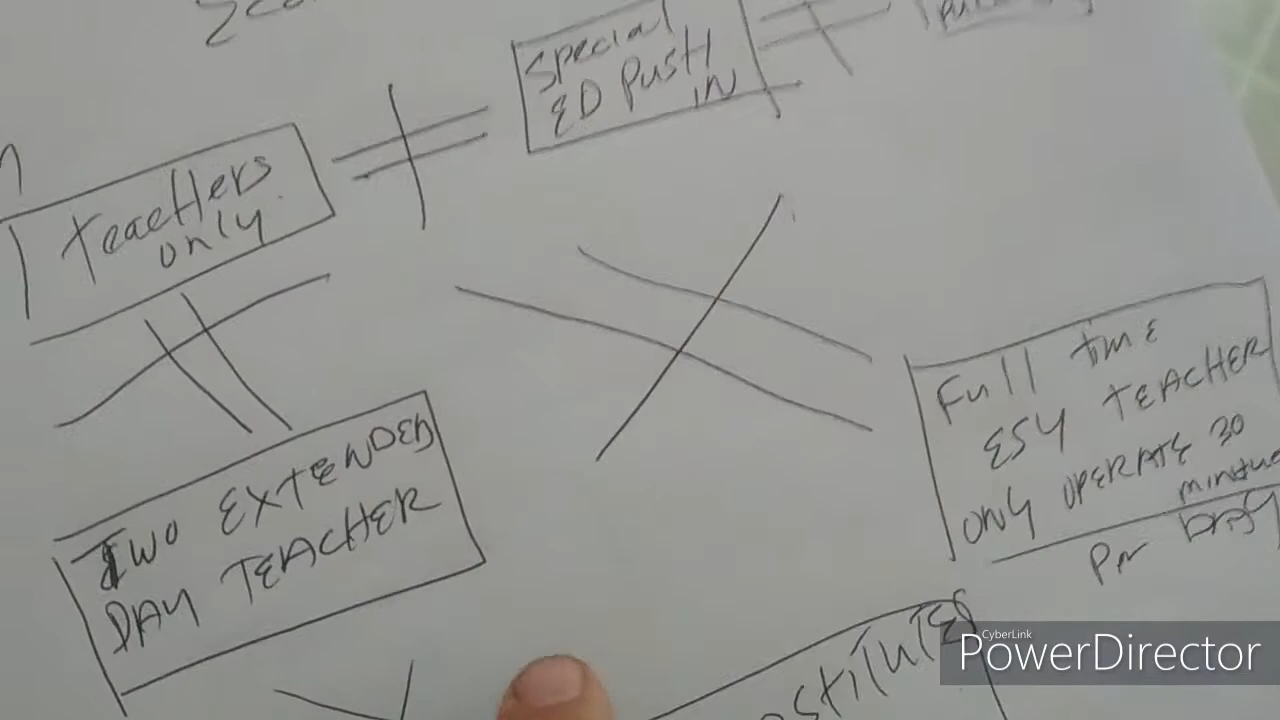 Special
ED PUSH
IN
teacHers
only
Full time
ESY TEACHER
ONLY OPERATE 30
Per
TWO EXTENDED
DAY TEACHER
CyberLink
PowerDirector